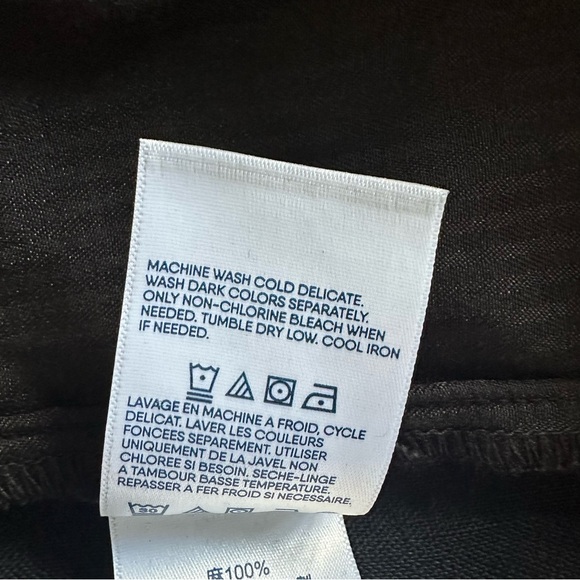 MACHINE WASH COLD DELICATE.
WASH DARK COLORS SEPARATELY.
ONLY NON-CHLORINE BLEACH WHEN
NEEDED. TUMBLE DRY LOW. COOL IRON
IF NEEDED.
LAVAGE EN MACHINE A FROID, CYCLE
DELICAT. LAVER LES COULEURS
FONCEES SEPAREMENT. UTILISER
UNIQUEMENT DE LA JAVEL NON
CHLOREE SI BESOIN. SECHE-LINGE
A TAMBOUR BASSE TEMPERATURE.
REPASSER A FER FROID SI NECESSAIRE.
30
麻100%